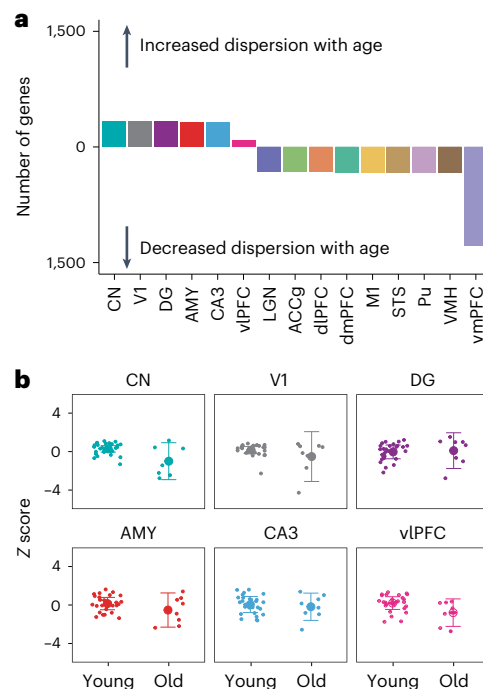 a
1,500
Increased dispersion with age
Number of genes
0
Decreased dispersion with age
1,500
CN V1 DG AMY CA3 vlPFC LGN ACCg dlPFC dmPFC M1 STS Pu VMH vmPFC
b
CN V1 DG
4
0
−4
Z score
AMY CA3 vlPFC
4
0
−4
Young Old Young Old Young Old